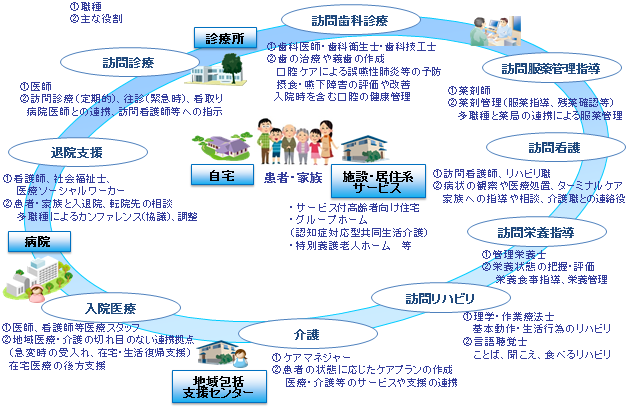 ①職種
②主な役割
診療所
訪問歯科診療
①歯科医師・歯科衛生士・歯科技工士
②歯の治療や義歯の作成
口腔ケアによる誤嚥性肺炎等の予防
摂食・嚥下障害の評価や改善
入院時を含む口腔の健康管理
訪問診療
①医師
②訪問診療(定期的)、往診(緊急時)、看取り
病院医師との連携、訪問看護師等への指示
訪問服薬管理指導
①薬剤師
②薬剤管理(服薬指導、残薬確認等)
多職種と薬局の連携による服薬管理
退院支援
①看護師、社会福祉士、
医療ソーシャルワーカー
②患者・家族と入退院、転院先の相談
多職種によるカンファレンス(協議)、調整
自宅
患者・家族
施設・居住系
サービス
・サービス付高齢者向け住宅
・グループホーム
(認知症対応型共同生活介護)
・特別養護老人ホーム 等
訪問看護
①訪問看護師、リハビリ職
②病状の観察や医療処置、ターミナルケア
家族への指導や相談、介護職との連絡役
病院
訪問栄養指導
①管理栄養士
②栄養状態の把握・評価
栄養食事指導、栄養管理
入院医療
①医師、看護師等医療スタッフ
②地域医療・介護の切れ目のない連携拠点
(急変時の受入れ、在宅・生活復帰支援)
在宅医療の後方支援
訪問リハビリ
①理学・作業療法士
基本動作・生活行為のリハビリ
②言語聴覚士
ことば、聞こえ、食べるリハビリ
介護
①ケアマネジャー
②患者の状態に応じたケアプランの作成
医療・介護等のサービスや支援の連携
地域包括
支援センター